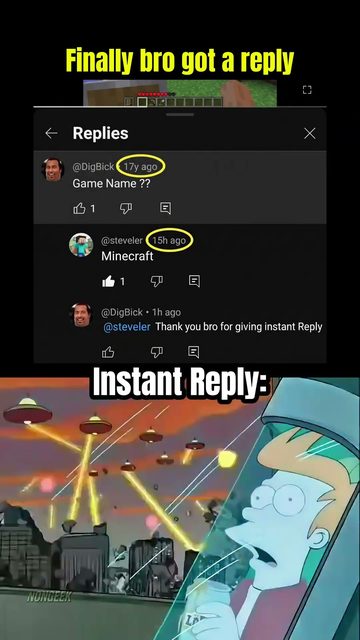 Finally bro got a reply
Replies
@DigBick • 17y ago
Game Name ??
1
@steveler • 15h ago
Minecraft
1
@DigBick • 1h ago
@steveler Thank you bro for giving instant Reply
Instant Reply:
NONGEEK